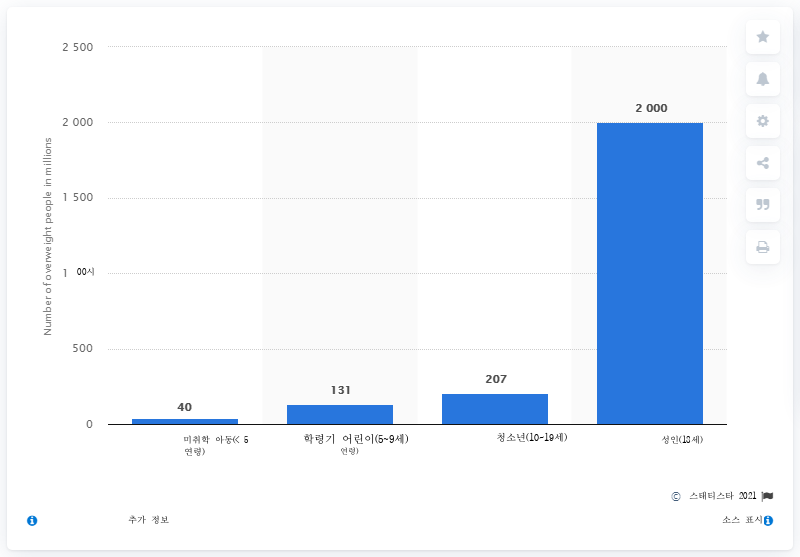 2 500
2 000
1 500
1 00시
500
0
Number of overweight people in millions
40
131
207
2 000
미취학 아동(< 5
연령)
학령기 어린이(5~9세)
연령)
청소년(10~19세)
성인(18세)
© 스태티스타 2021
추가 정보
소스 표시